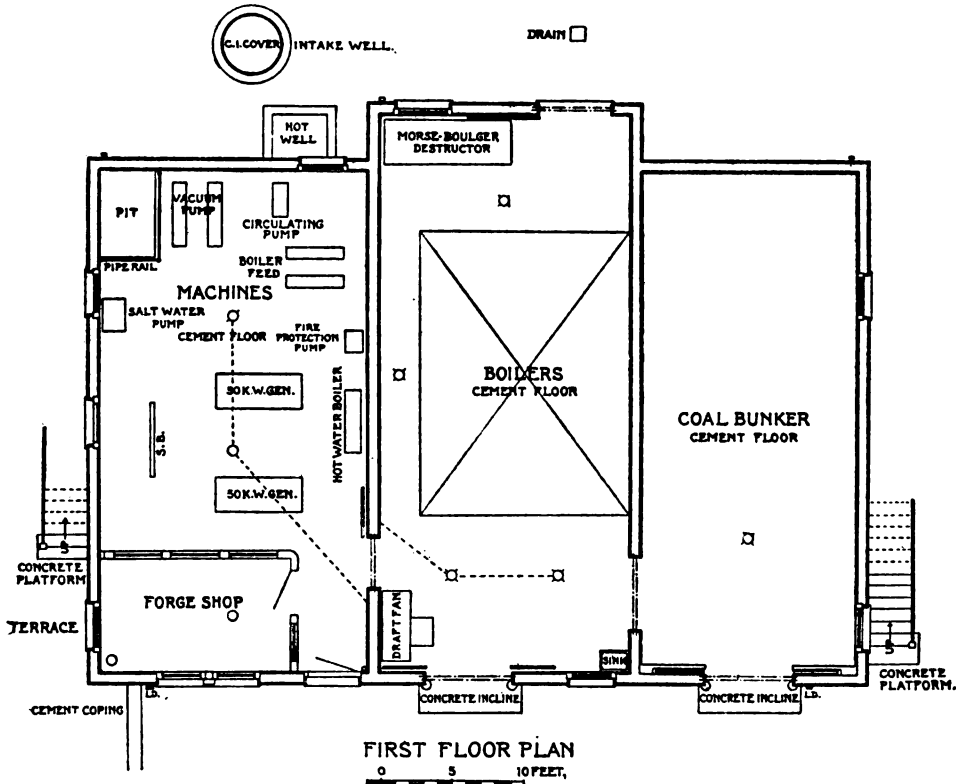 C.I.COVER
INTAKE WELL.
DRAIN
HOT
WELL
MORSE-BOULGER
DESTRUCTOR
PIT
VACUUM
PUMP
CIRCULATING
PUMP
PIPE RAIL
BOILER
FEED
MACHINES
SALT WATER
PUMP
CEMENT FLOOR
FIRE
PROTECTION
PUMP
50 K.W. GEN.
HOT WATER BOILER
S.B.
50 K.W. GEN.
BOILERS
CEMENT FLOOR
COAL BUNKER
CEMENT FLOOR
S
CONCRETE
PLATFORM
FORGE SHOP
TERRACE
DRAFT FAN
SINK
S
CONCRETE
PLATFORM.
L.D.
CEMENT COPING
CONCRETE INCLINE
CONCRETE INCLINE
L.D.
FIRST FLOOR PLAN
0 5 10 FEET,